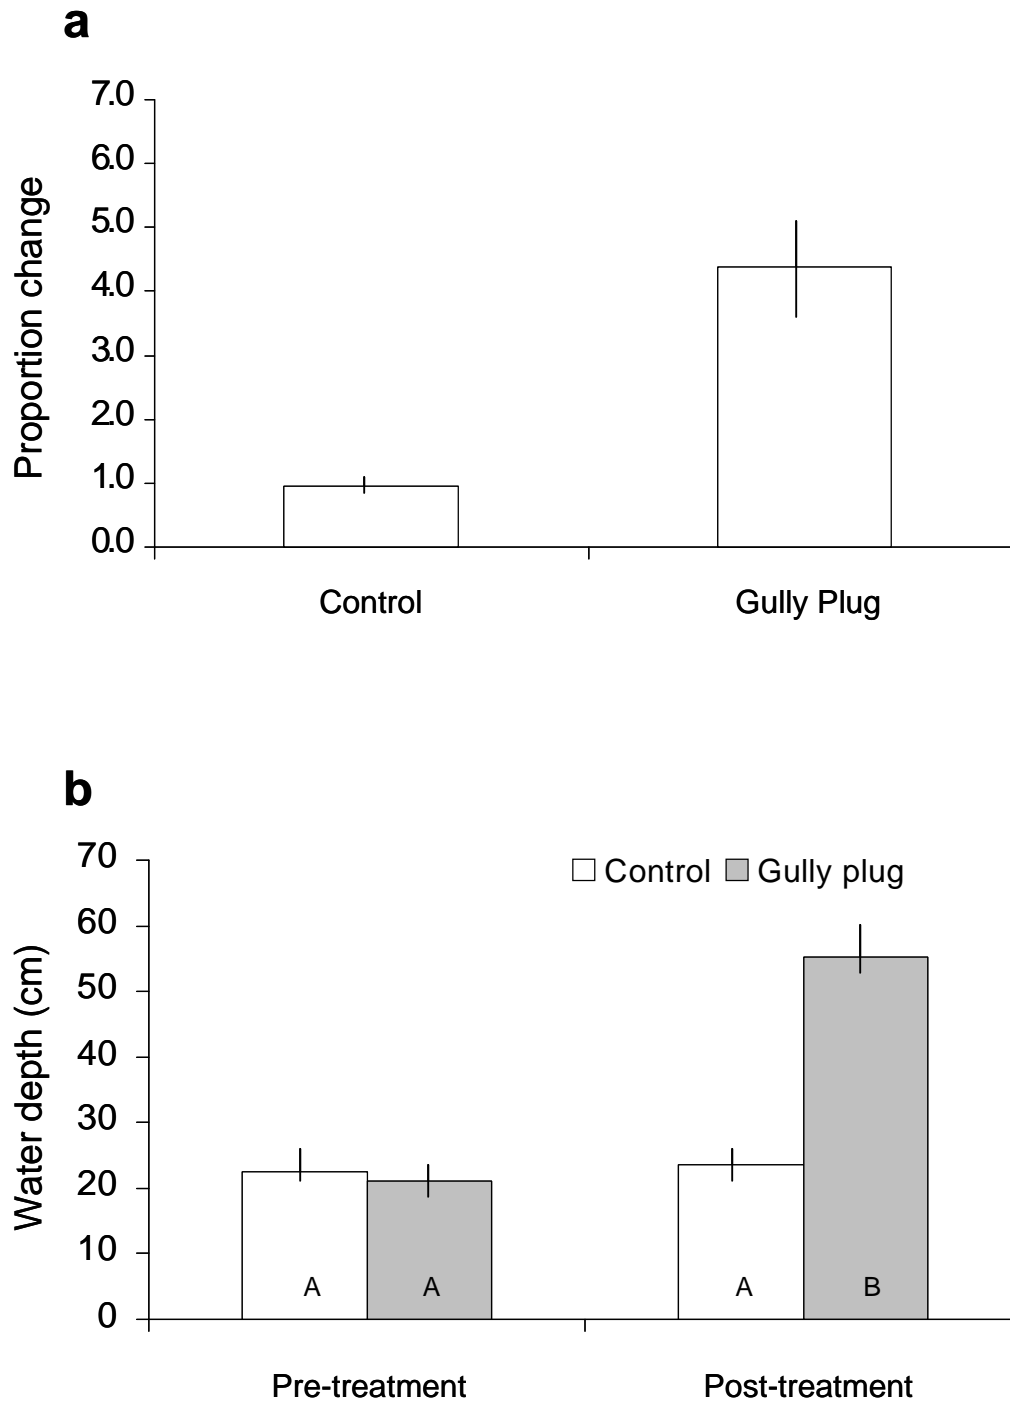 a
7.0
6.0
5.0
4.0
3.0
2.0
1.0
0.0
Proportion change
Control Gully Plug
b
70
60
50
40
30
20
10
0
Water depth (cm)
Control Gully plug
A A A B
Pre-treatment Post-treatment